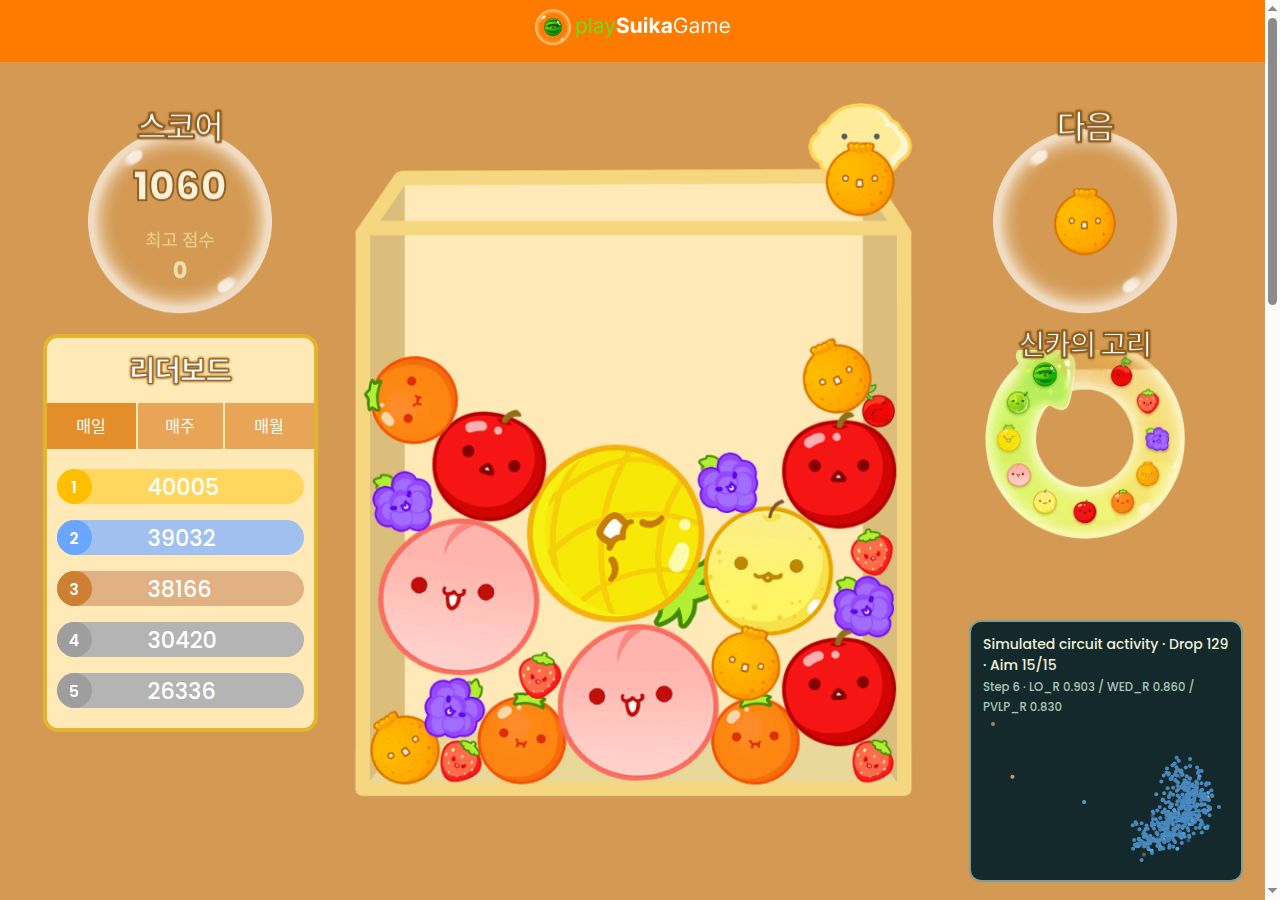 playSuikaGame
스코어
1060
최고 점수
0
리더보드
매일 매주 매월
1 40005
2 39032
3 38166
4 30420
5 26336
다음
신카의 고리
Simulated circuit activity · Drop 129
· Aim 15/15
Step 6 · LO_R 0.903 / WED_R 0.860 /
PVLP_R 0.830